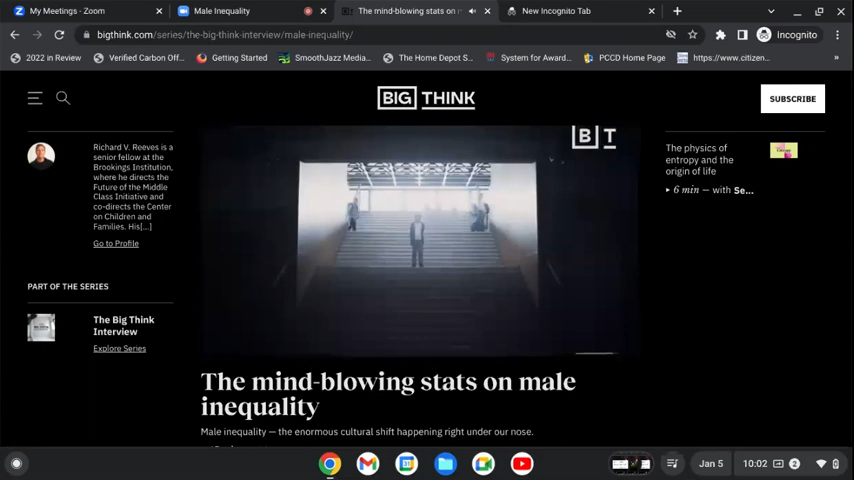 My Meetings - Zoom
Male Inequality
The mind-blowing stats on m
New Incognito Tab
bigthink.com/series/the-big-think-interview/male-inequality/
Incognito
2022 in Review
Verified Carbon Off...
Getting Started
SmoothJazz Media...
The Home Depot S...
System for Award...
PCCD Home Page
https://www.citizen...
»
BIG THINK
SUBSCRIBE
Richard V. Reeves is a
senior fellow at the
Brookings Institution,
where he directs the
Future of the Middle
Class Initiative and
co-directs the Center
on Children and
Families. His[...]
Go to Profile
PART OF THE SERIES
The Big Think
Interview
Explore Series
B T
The physics of
entropy and the
origin of life
▸ 6 min — with Se...
The mind-blowing stats on male
inequality
Male inequality — the enormous cultural shift happening right under our nose.
Jan 5
10:02
2